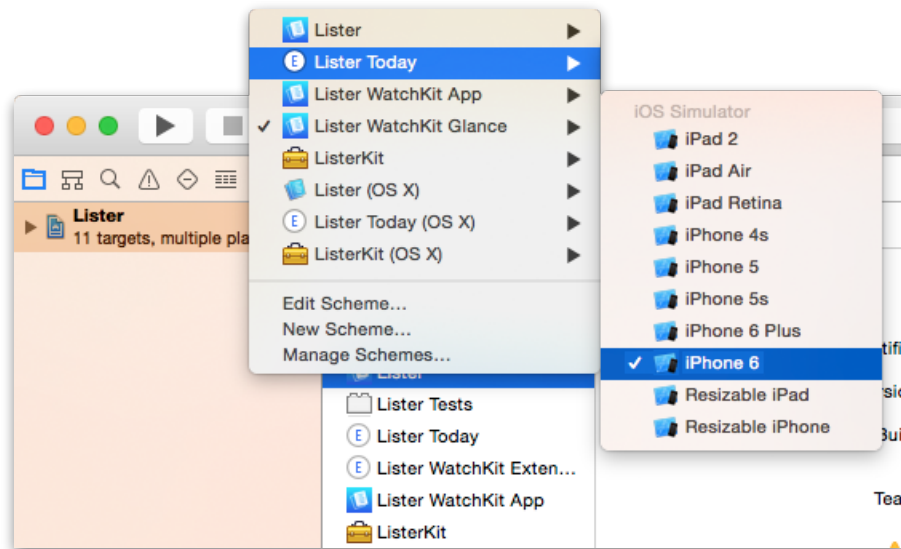 Lister
Lister Today
Lister WatchKit App
Lister WatchKit Glance
ListerKit
Lister (OS X)
Lister Today (OS X)
ListerKit (OS X)
Edit Scheme...
New Scheme...
Manage Schemes...
iOS Simulator
iPad 2
iPad Air
iPad Retina
iPhone 4s
iPhone 5
iPhone 5s
iPhone 6 Plus
iPhone 6
Resizable iPad
Resizable iPhone
Lister
11 targets, multiple pla
Lister
Lister Tests
E Lister Today
E Lister WatchKit Exten...
Lister WatchKit App
ListerKit
Tea